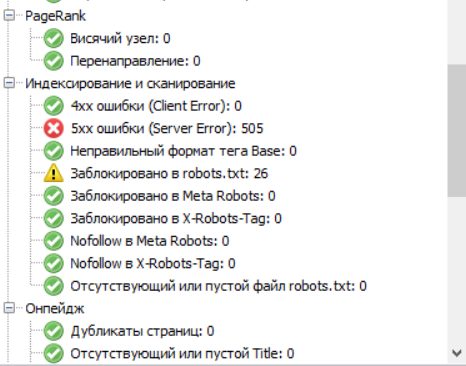 PageRank
Висячий узел: 0
Перенаправление: 0
Индексирование и сканирование
4xx ошибки (Client Error): 0
5xx ошибки (Server Error): 505
Неправильный формат тега Base: 0
Заблокировано в robots.txt: 26
Заблокировано в Meta Robots: 0
Заблокировано в X-Robots-Tag: 0
Nofollow в Meta Robots: 0
Nofollow в X-Robots-Tag: 0
Отсутствующий или пустой файл robots.txt: 0
Онпейдж
Дубликаты страниц: 0
Отсутствующий или пустой Title: 0